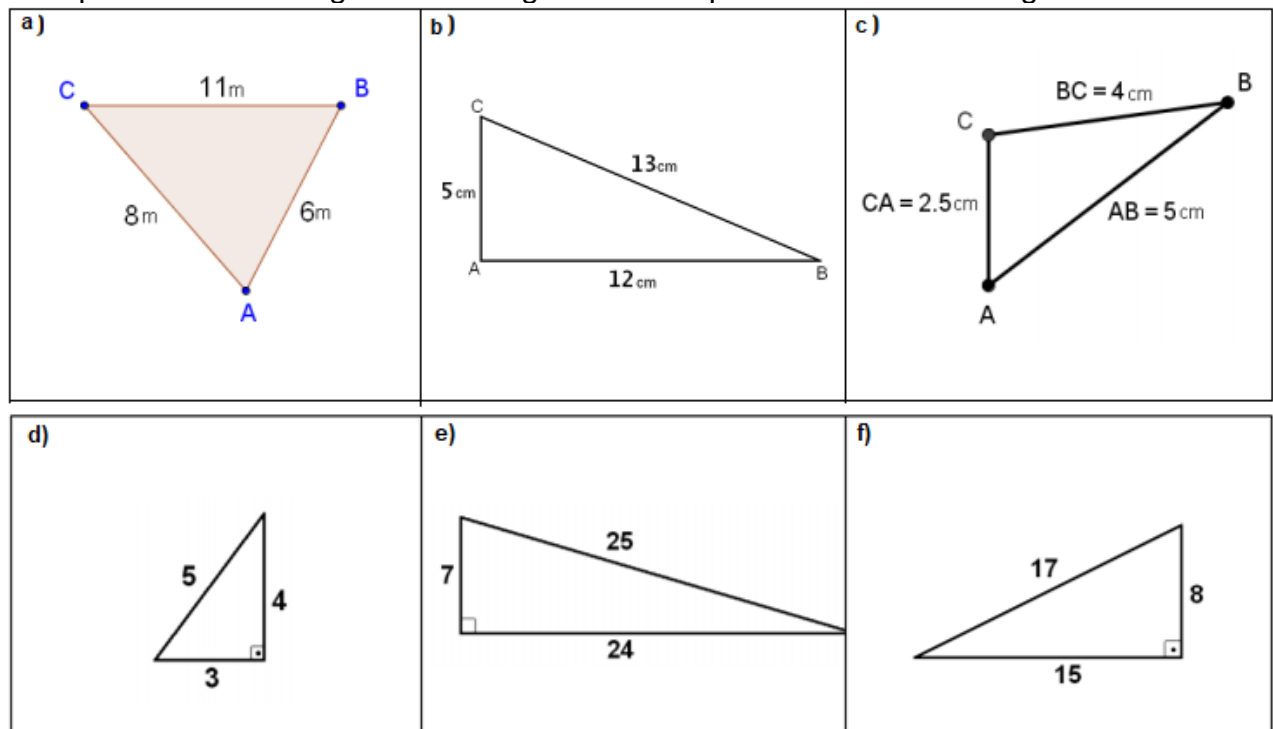 a)
b)
c)
C
11m
B
8m
6m
A
C
5cm
13cm
A
12cm
B
BC = 4cm
B
C
CA = 2.5cm
AB = 5cm
A
d)
e)
f)
5
4
3
25
7
24
17
8
15